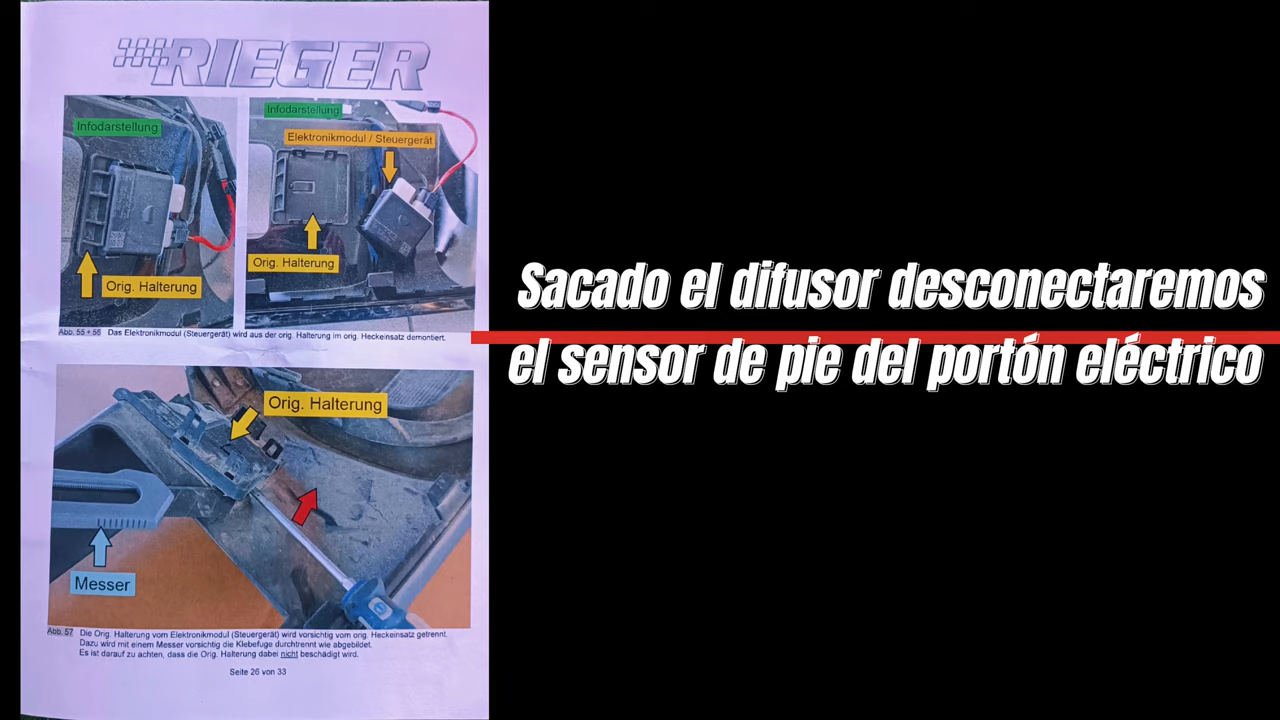 RIEGER
Infodarstellung
Infodarstellung
Elektronikmodul / Steuergerät
Orig. Halterung
Orig. Halterung
Abb. 55 + 56 Das Elektronikmodul (Steuergerät) wird aus der orig. Halterung im orig. Heckeinsatz demontiert.
Orig. Halterung
Messer
Abb. 57 Die Orig. Halterung vom Elektronikmodul (Steuergerät) wird vorsichtig vom orig. Heckeinsatz getrennt.
Dazu wird mit einem Messer vorsichtig die Klebefuge durchtrennt wie abgebildet.
Es ist darauf zu achten, dass die Orig. Halterung dabei nicht beschädigt wird.
Seite 26 von 33
Sacado el difusor desconectaremos
el sensor de pie del portón eléctrico